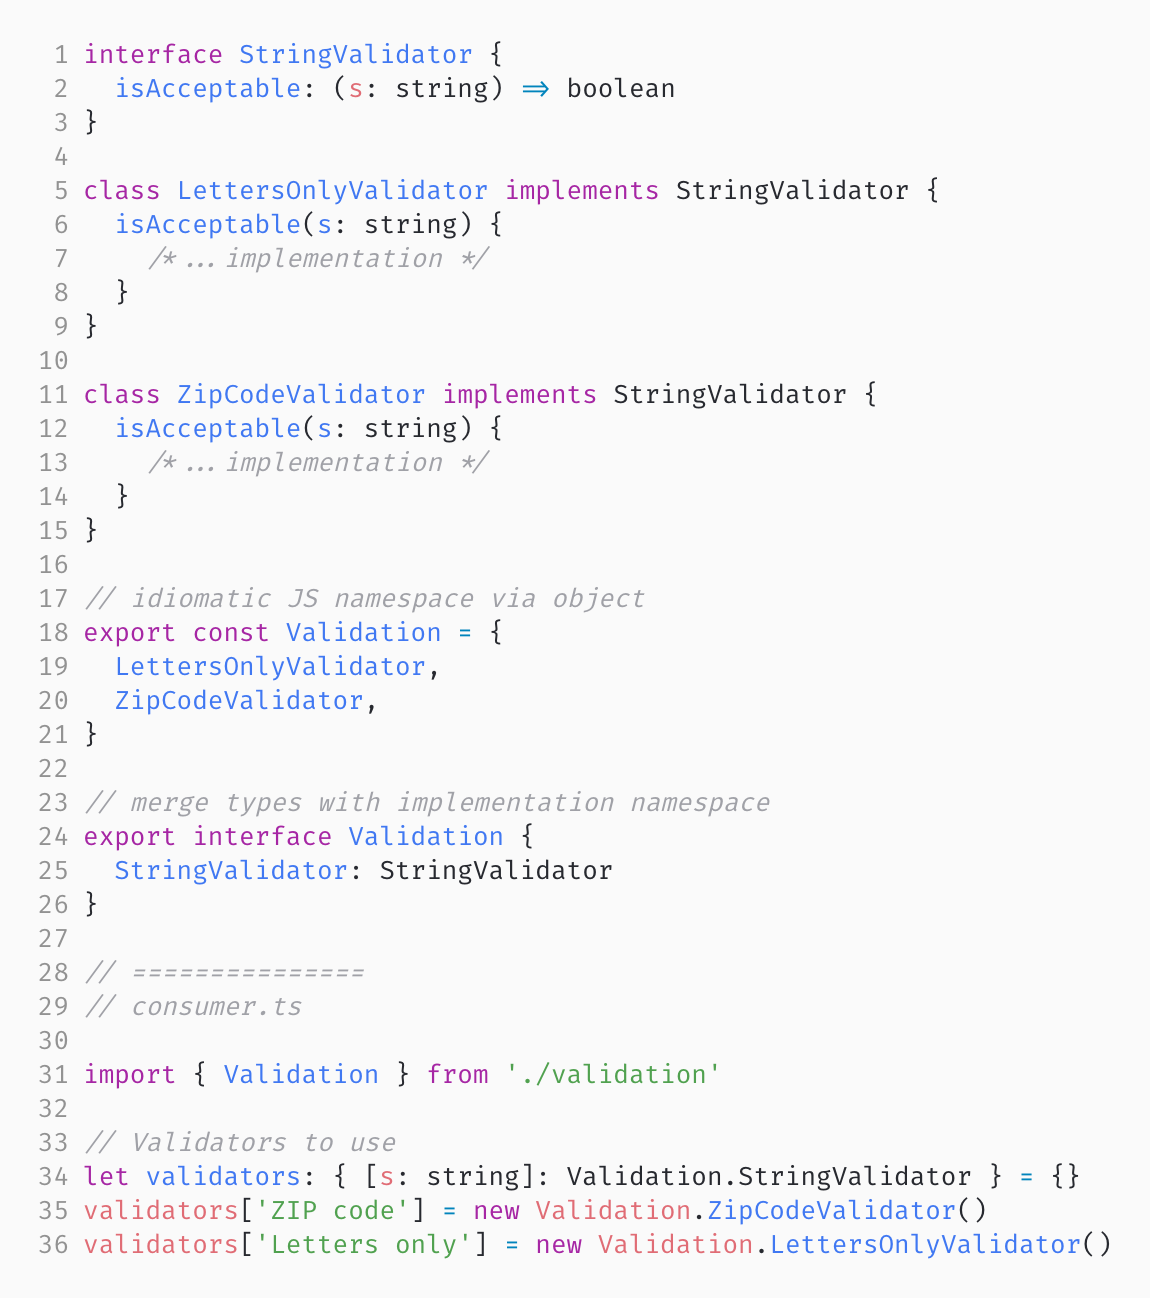 1 interface StringValidator {
2   isAcceptable: (s: string) => boolean
3 }
4
5 class LettersOnlyValidator implements StringValidator {
6   isAcceptable(s: string) {
7     /* ... implementation */
8   }
9 }
10
11 class ZipCodeValidator implements StringValidator {
12   isAcceptable(s: string) {
13     /* ... implementation */
14   }
15 }
16
17 // idiomatic JS namespace via object
18 export const Validation = {
19   LettersOnlyValidator,
20   ZipCodeValidator,
21 }
22
23 // merge types with implementation namespace
24 export interface Validation {
25   StringValidator: StringValidator
26 }
27
28 // ===============
29 // consumer.ts
30
31 import { Validation } from './validation'
32
33 // Validators to use
34 let validators: { [s: string]: Validation.StringValidator } = {}
35 validators['ZIP code'] = new Validation.ZipCodeValidator()
36 validators['Letters only'] = new Validation.LettersOnlyValidator()